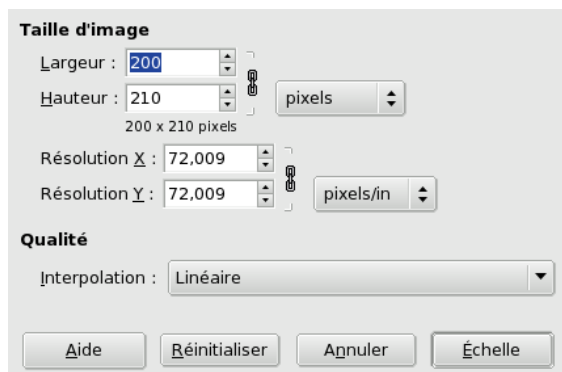 Taille d'image
Largeur : 200
Hauteur : 210 pixels
200 x 210 pixels
Résolution X : 72,009
Résolution Y : 72,009 pixels/in
Qualité
Interpolation : Linéaire
Aide Réinitialiser Annuler Échelle